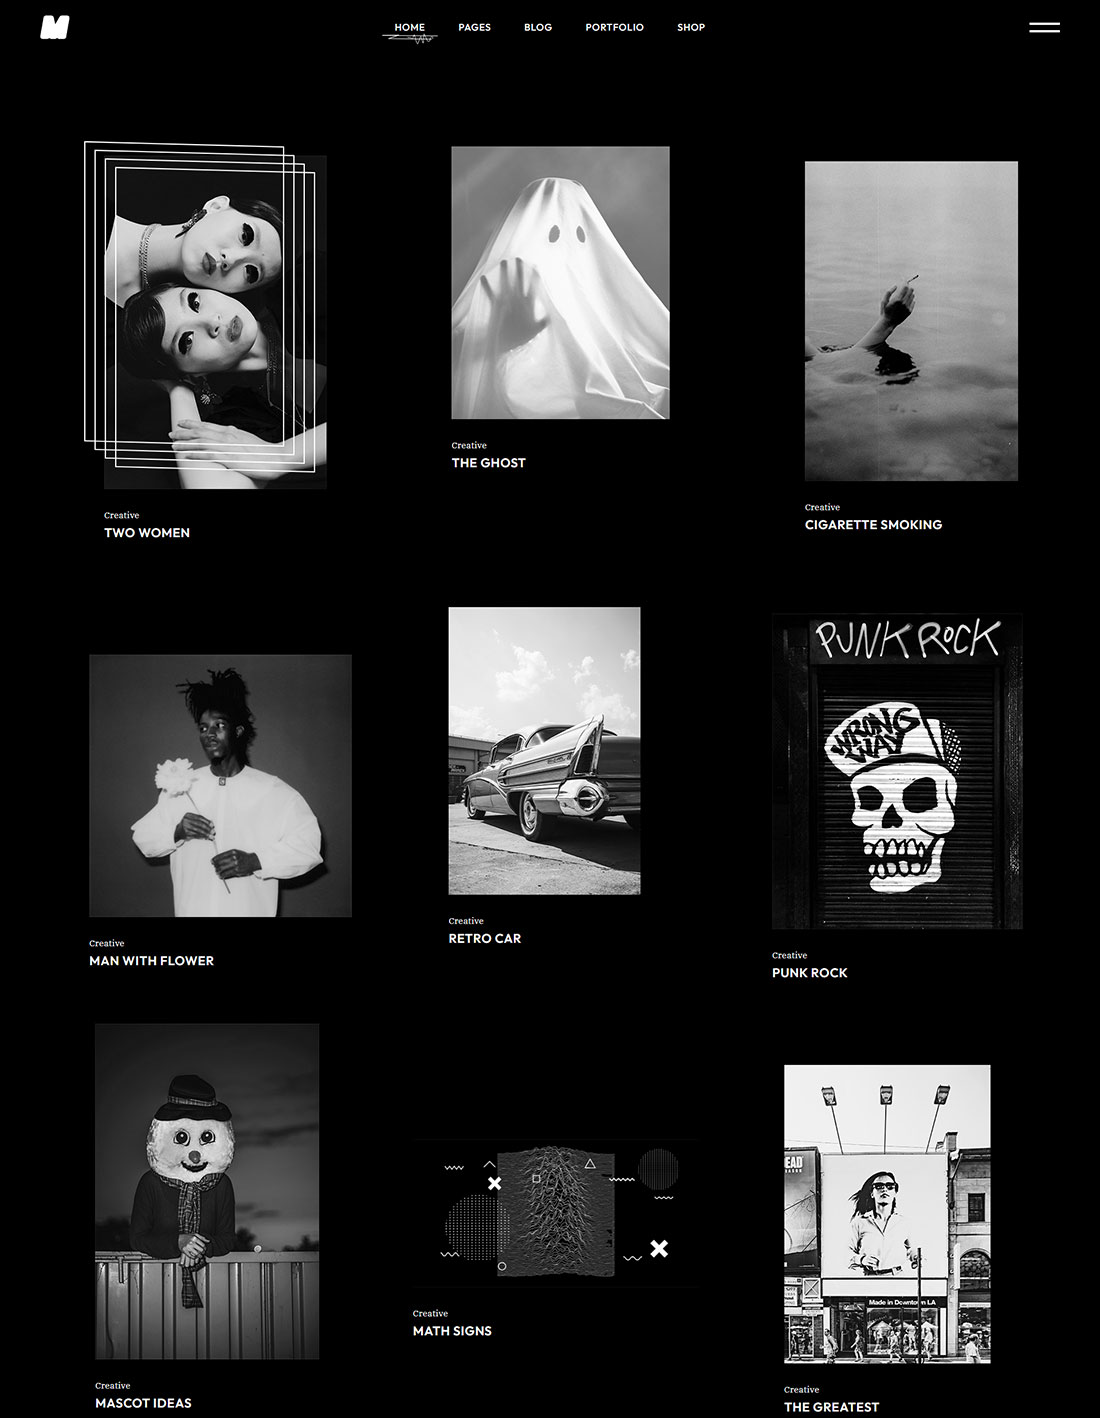 M
HOME PAGES BLOG PORTFOLIO SHOP
Creative
TWO WOMEN
Creative
THE GHOST
Creative
CIGARETTE SMOKING
Creative
MAN WITH FLOWER
Creative
RETRO CAR
PUNK ROCK
WRONG
WAY
Creative
PUNK ROCK
Creative
MASCOT IDEAS
Creative
MATH SIGNS
EAD
Made in Downtown LA
Creative
THE GREATEST